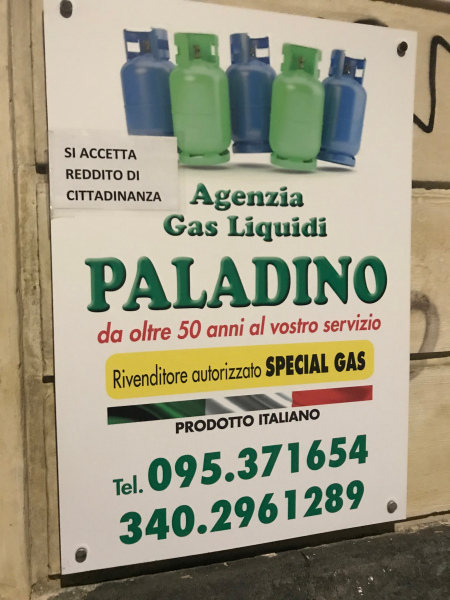 SI ACCETTA
REDDITO DI
CITTADINANZA
Agenzia
Gas Liquidi
PALADINO
da oltre 50 anni al vostro servizio
Rivenditore autorizzato SPECIAL GAS
PRODOTTO ITALIANO
Tel. 095.371654
340.2961289